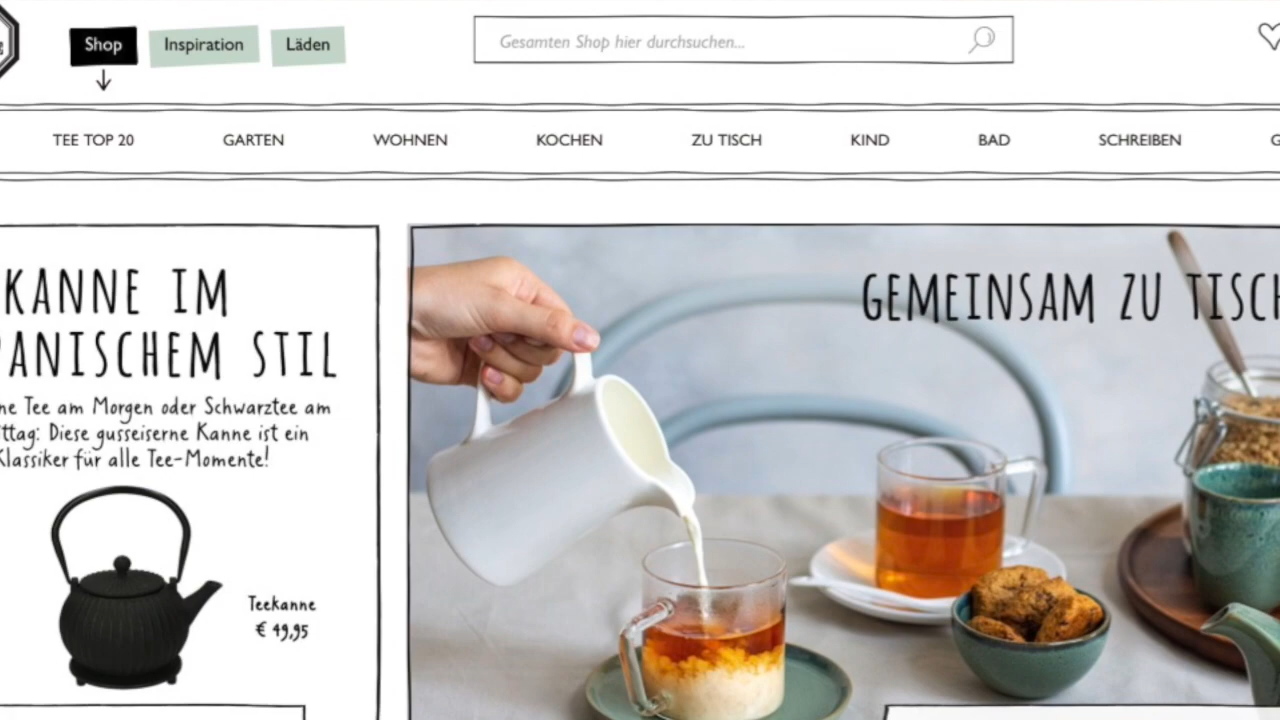 Shop Inspiration Läden
Gesamten Shop hier durchsuchen...
TEE TOP 20 GARTEN WOHNEN KOCHEN ZU TISCH KIND BAD SCHREIBEN G
KANNE IM
PANISCHEM STIL
ne Tee am Morgen oder Schwarztee am
ttag: Diese gusseiserne Kanne ist ein
Klassiker für alle Tee-Momente!
Teekanne
€ 49,95
GEMEINSAM ZU TISCH